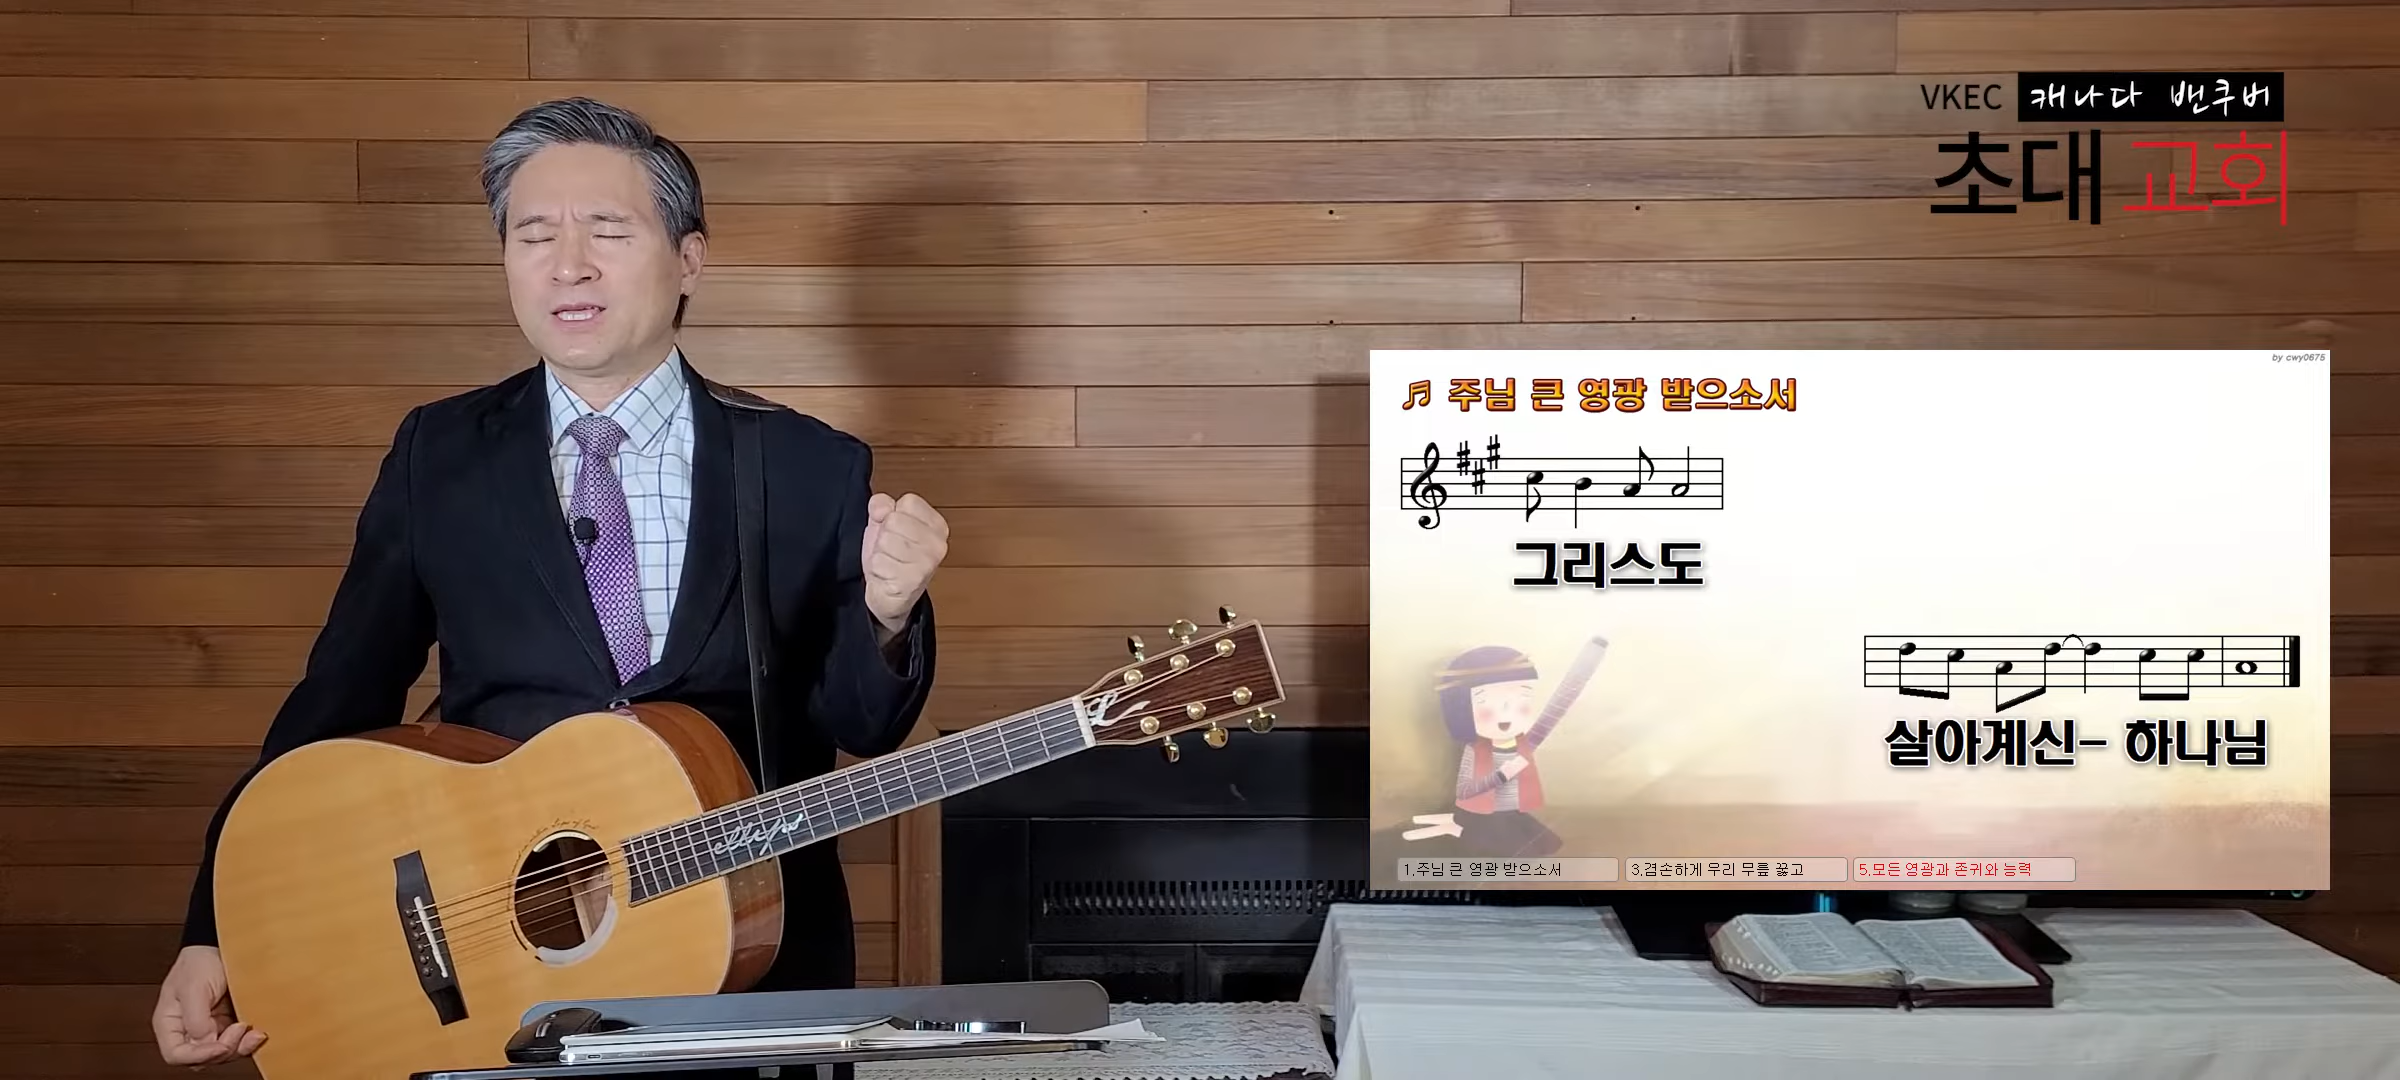 VKEC 캐나다 밴쿠버
초대교회
by cwy0675
주님 큰 영광 받으소서
그리스도
살아계신- 하나님
1.주님 큰 영광 받으소서
3.겸손하게 우리 무릎 꿇고
5.모든 영광과 존귀와 능력